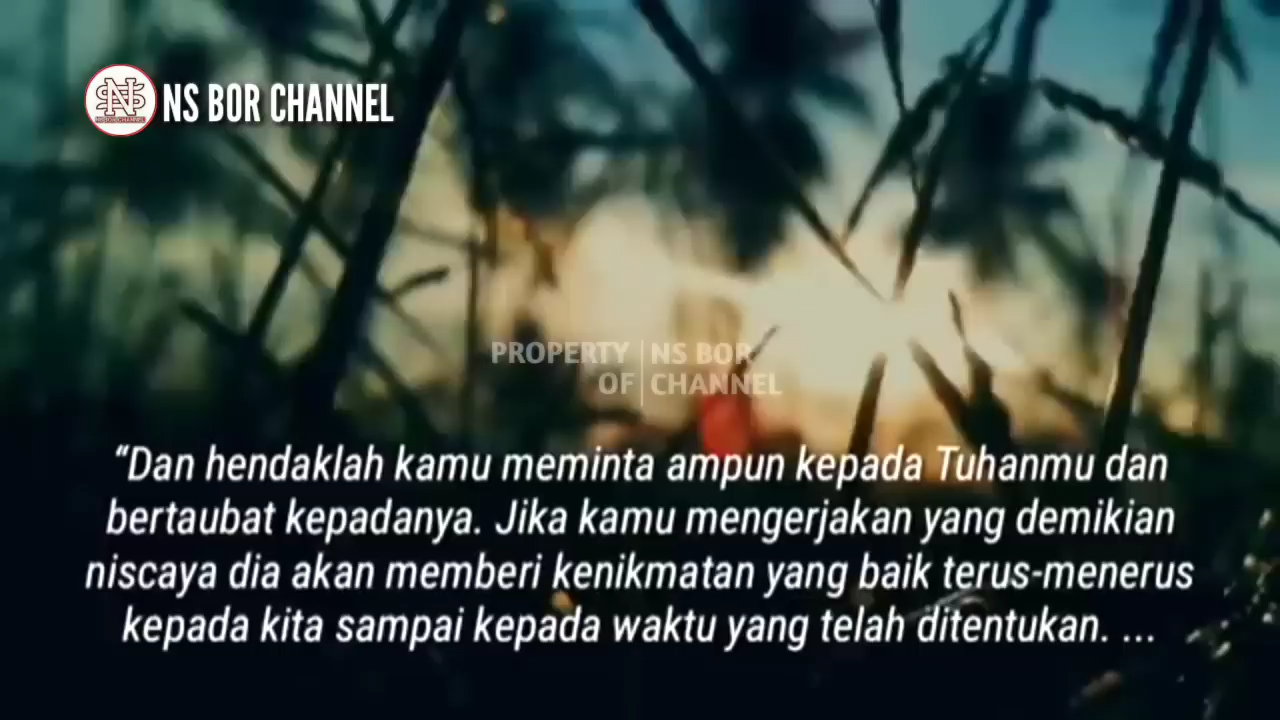 NS BOR CHANNEL
PROPERTY OF | NS BOR CHANNEL
“Dan hendaklah kamu meminta ampun kepada Tuhanmu dan
bertaubat kepadanya. Jika kamu mengerjakan yang demikian
niscaya dia akan memberi kenikmatan yang baik terus-menerus
kepada kita sampai kepada waktu yang telah ditentukan. ...